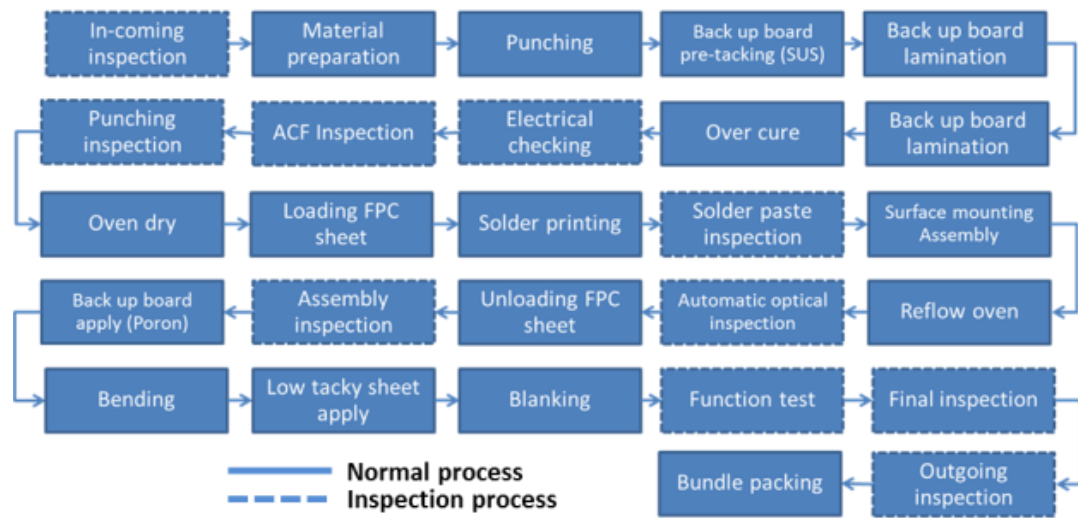 In-coming
inspection
Material
preparation
Punching
Back up board
pre-tacking (SUS)
Back up board
lamination
Punching
inspection
ACF Inspection
Electrical
checking
Over cure
Back up board
lamination
Oven dry
Loading FPC
sheet
Solder printing
Solder paste
inspection
Surface mounting
Assembly
Back up board
apply (Poron)
Assembly
inspection
Unloading FPC
sheet
Automatic optical
inspection
Reflow oven
Bending
Low tacky sheet
apply
Blanking
Function test
Final inspection
Normal process
Inspection process
Bundle packing
Outgoing
inspection